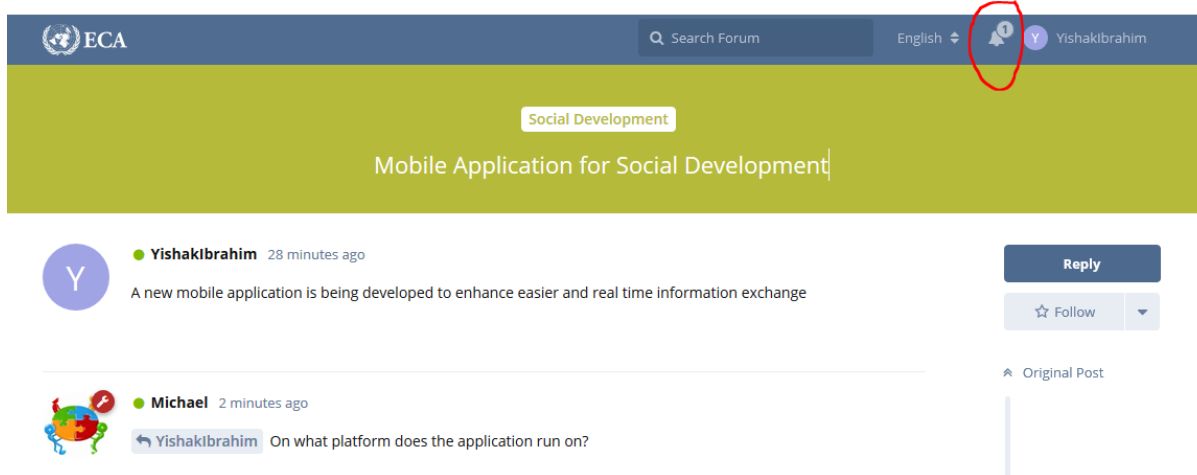 ECA Search Forum English 1 Y YishakIbrahim
Social Development
Mobile Application for Social Development
Y YishakIbrahim 28 minutes ago
A new mobile application is being developed to enhance easier and real time information exchange
Reply
Follow
Original Post
Michael 2 minutes ago
YishakIbrahim On what platform does the application run on?